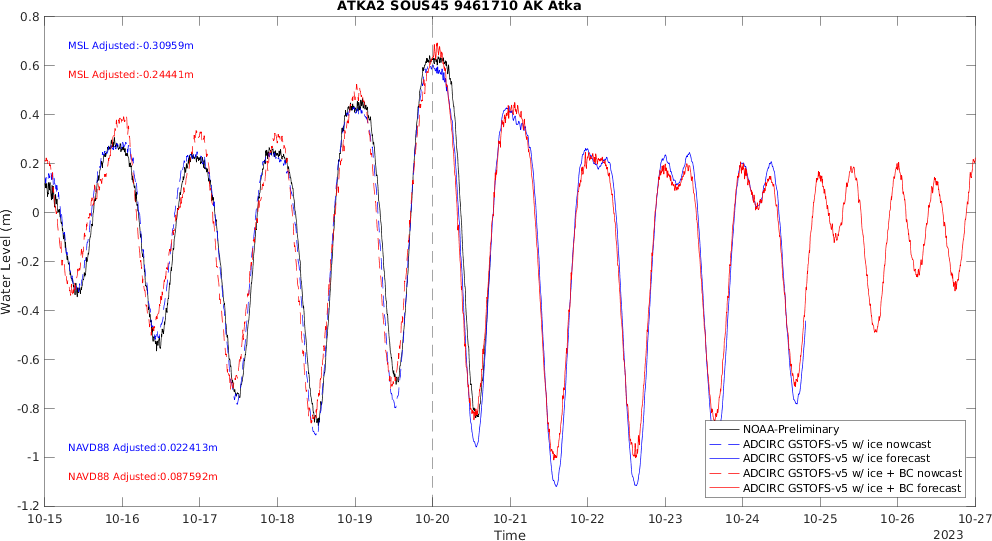 ATKA2 SOUS45 9461710 AK Atka
0.8
0.6
0.4
0.2
0
-0.2
-0.4
-0.6
-0.8
-1
-1.2
Water Level (m)
MSL Adjusted:-0.30959m
MSL Adjusted:-0.24441m
NAVD88 Adjusted:0.022413m
NAVD88 Adjusted:0.087592m
NOAA-Preliminary
ADCIRC GSTOFS-v5 w/ ice nowcast
ADCIRC GSTOFS-v5 w/ ice forecast
ADCIRC GSTOFS-v5 w/ ice + BC nowcast
ADCIRC GSTOFS-v5 w/ ice + BC forecast
10-15 10-16 10-17 10-18 10-19 10-20 10-21 10-22 10-23 10-24 10-25 10-26 10-27
Time
2023